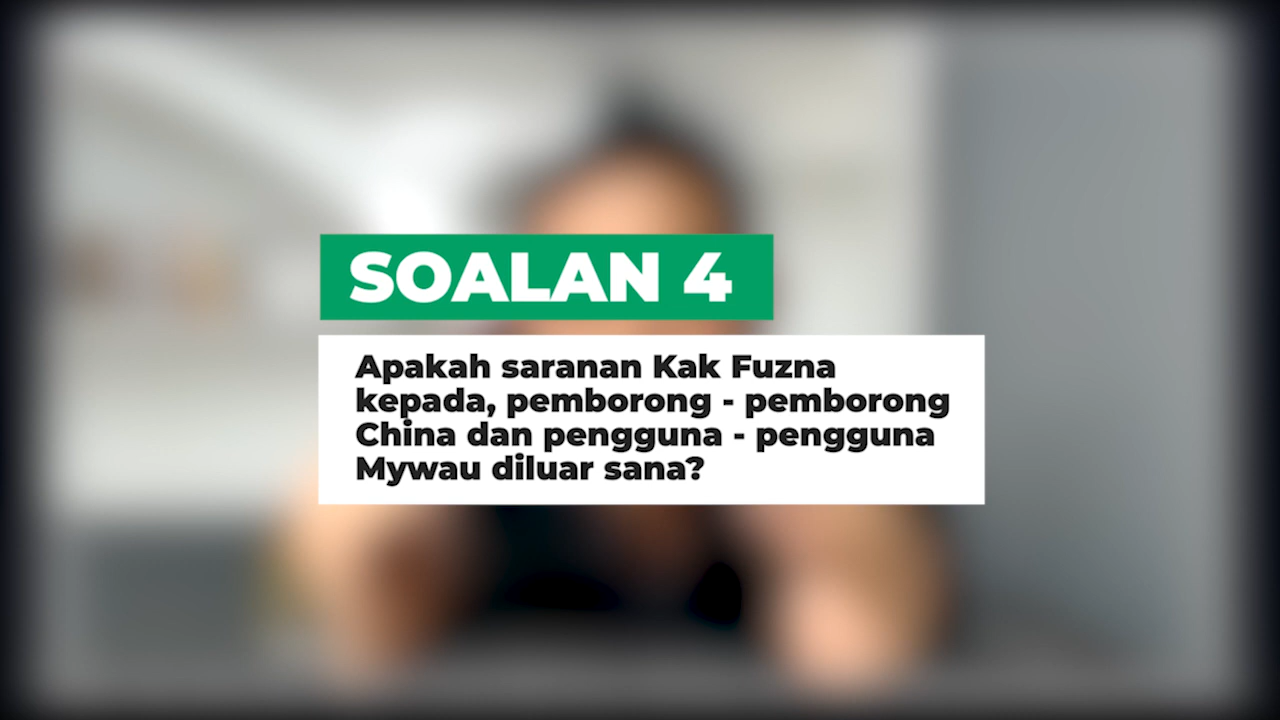 SOALAN 4
Apakah saranan Kak Fuzna
kepada, pemborong - pemborong
China dan pengguna - pengguna
Mywau diluar sana?